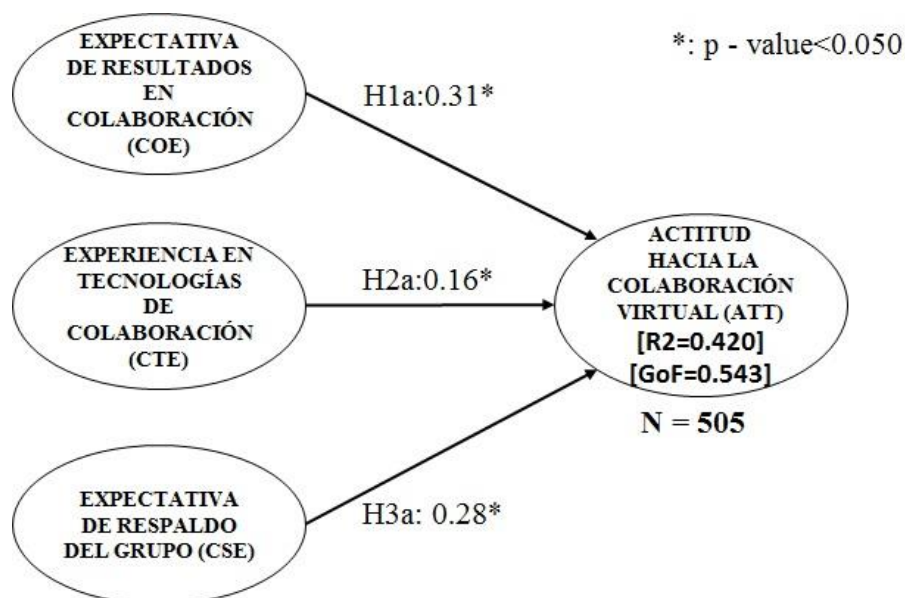 EXPECTATIVA
DE RESULTADOS
EN
COLABORACIÓN
(COE)
*: p - value<0.050
H1a:0.31*
EXPERIENCIA EN
TECNOLOGÍAS
DE
COLABORACIÓN
(CTE)
H2a:0.16*
ACTITUD
HACIA LA
COLABORACIÓN
VIRTUAL (ATT)
[R2=0.420]
[GoF=0.543]
N = 505
EXPECTATIVA
DE RESPALDO
DEL GRUPO (CSE)
H3a: 0.28*